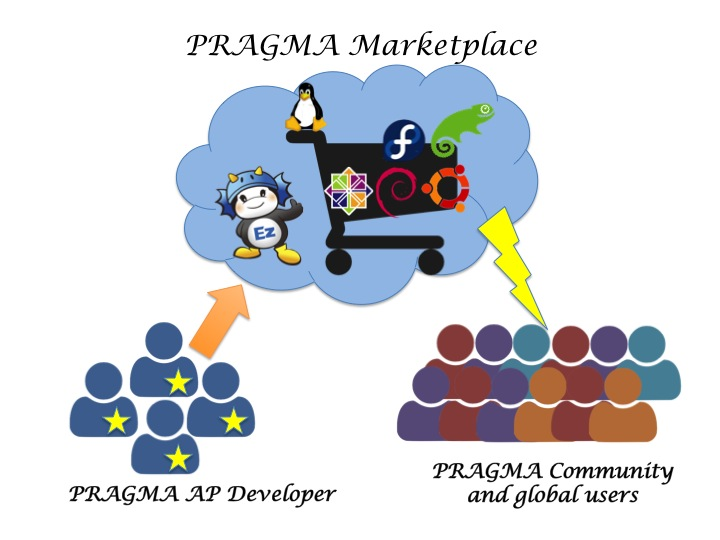 PRAGMA Marketplace
Ez
PRAGMA AP Developer
PRAGMA Community
and global users